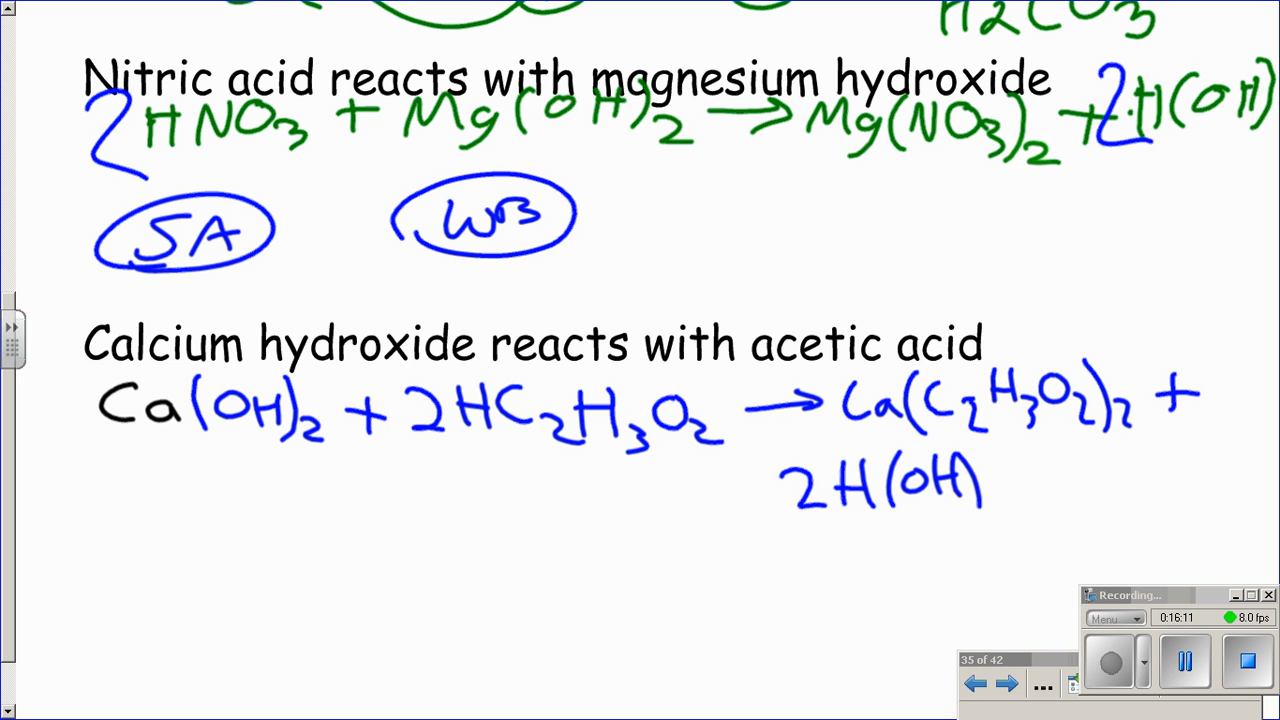 H2CO3
Nitric acid reacts with magnesium hydroxide
2HNO3 + Mg(OH)2 → Mg(NO3)2 + 2H(OH)
SA WB
Calcium hydroxide reacts with acetic acid
Ca(OH)2 + 2HC2H3O2 → Ca(C2H3O2)2 +
2H(OH)
Recording...
Menu 0:16:11 8.0 fps
35 of 42
...